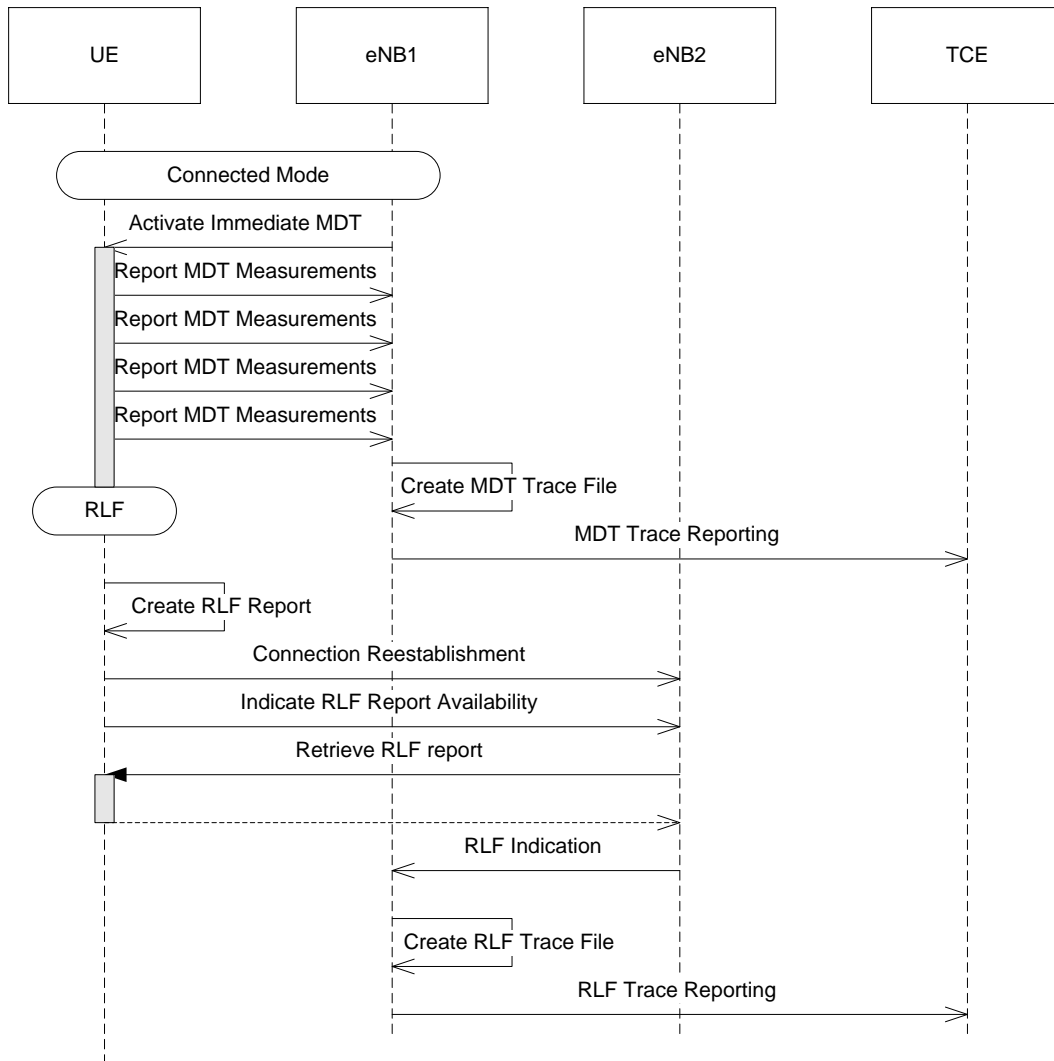 UE
eNB1
eNB2
TCE
Connected Mode
Activate Immediate MDT
Report MDT Measurements
Report MDT Measurements
Report MDT Measurements
Report MDT Measurements
Create MDT Trace File
RLF
MDT Trace Reporting
Create RLF Report
Connection Reestablishment
Indicate RLF Report Availability
Retrieve RLF report
RLF Indication
Create RLF Trace File
RLF Trace Reporting